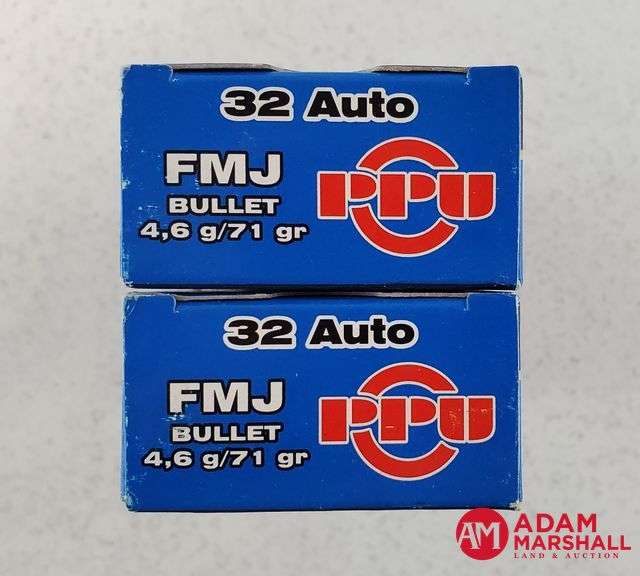 32 Auto
FMJ
BULLET
4,6 g/71 gr
PPU
32 Auto
FMJ
BULLET
4,6 g/71 gr
PPU
AM
ADAM
MARSHALL
LAND & AUCTION